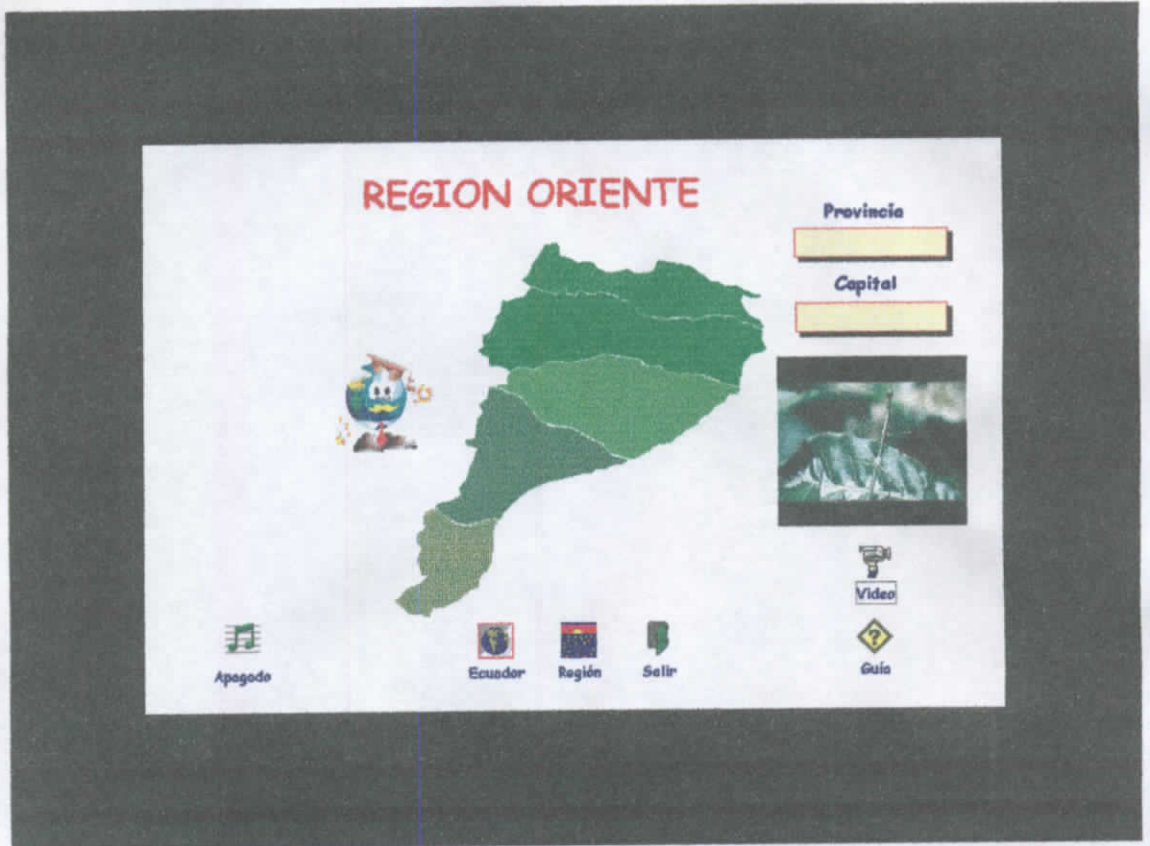 REGION ORIENTE
Provincia
Capital
Video
Apagado
Ecuador
Región
Salir
Guía